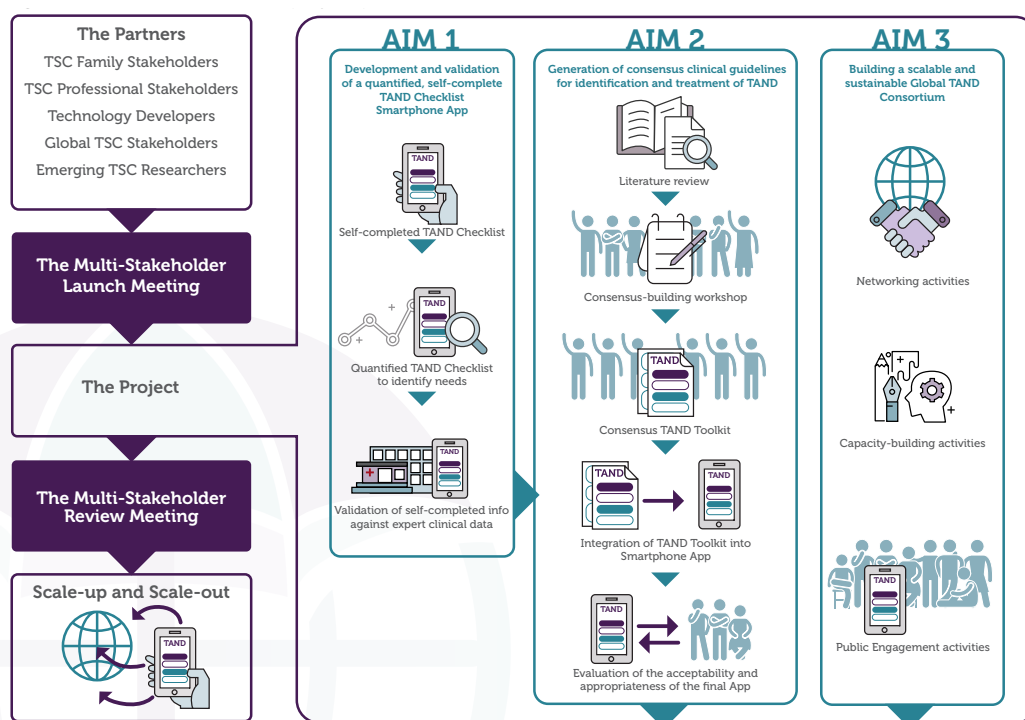 The Partners
TSC Family Stakeholders
TSC Professional Stakeholders
Technology Developers
Global TSC Stakeholders
Emerging TSC Researchers
The Multi-Stakeholder
Launch Meeting
The Project
The Multi-Stakeholder
Review Meeting
Scale-up and Scale-out
TAND
AIM 1
Development and validation
of a quantified, self-complete
TAND Checklist
Smartphone App
TAND
Self-completed TAND Checklist
TAND
Quantified TAND Checklist
to identify needs
TAND
Validation of self-completed info
against expert clinical data
AIM 2
Generation of consensus clinical guidelines
for identification and treatment of TAND
Literature review
Consensus-building workshop
TAND
Consensus TAND Toolkit
TAND
TAND
Integration of TAND Toolkit into
Smartphone App
TAND
Evaluation of the acceptability and
appropriateness of the final App
AIM 3
Building a scalable and
sustainable Global TAND
Consortium
Networking activities
Capacity-building activities
TAND
Public Engagement activities